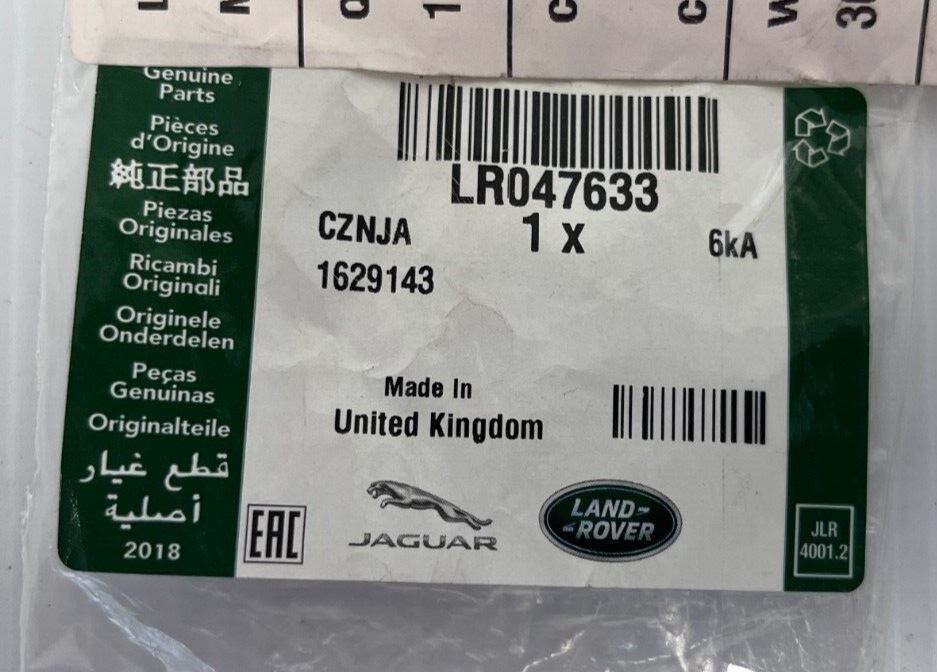 Genuine
Parts
Pièces
d'Origine
純正部品
Piezas
Originales
Ricambi
Originali
Originele
Onderdelen
Peças
Genuinas
Originalteile
قطع غيار
أصلية
2018
LR047633
CZNJA
1 x
6kA
1629143
Made In
United Kingdom
EAC
JAGUAR
LAND-
-ROVER
JLR
4001.2